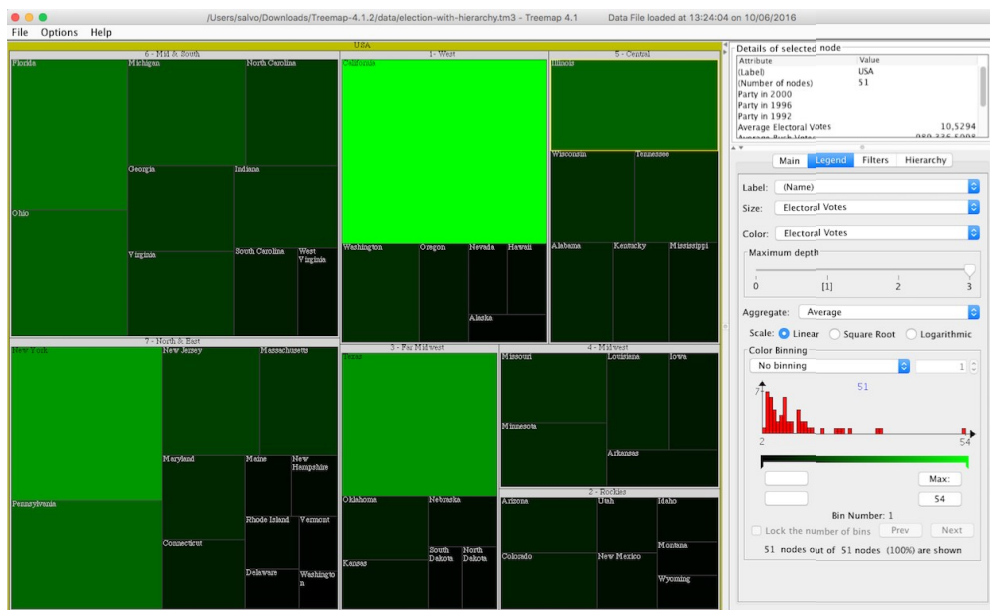 /Users/salvo/Downloads/Treemap-4.1.2/data/election-with-hierarchy.tm3 - Treemap 4.1 Data File loaded at 13:24:04 on 10/06/2016
File Options Help
USA
6 - Mid & South
Florida
Michigan
North Carolina
Georgia
Indiana
Ohio
Virginia
South Carolina
West Virginia
1 - West
California
Washington
Oregon
Nevada
Hawaii
Alaska
5 - Central
Illinois
Wisconsin
Tennessee
Alabama
Kentucky
Mississippi
7 - North & East
New York
New Jersey
Massachusetts
Maryland
Maine
New Hampshire
Pennsylvania
Rhode Island
Vermont
Connecticut
Delaware
Washingto
n
3 - Far Midwest
Texas
Oklahoma
Nebraska
Kansas
South Dakota
North Dakota
4 - Midwest
Missouri
Louisiana
Iowa
Minnesota
Arkansas
2 - Rockies
Arizona
Utah
Idaho
Colorado
New Mexico
Montana
Wyoming
Details of selected node
Attribute Value
(Label) USA
(Number of nodes) 51
Party in 2000
Party in 1996
Party in 1992
Average Electoral Votes 10,5294
Main Legend Filters Hierarchy
Label: (Name)
Size: Electoral Votes
Color: Electoral Votes
Maximum depth
0 [1] 2 3
Aggregate: Average
Scale: Linear Square Root Logarithmic
Color Binning
No binning 1
7 51
2 54
Max:
54
Bin Number: 1
Lock the number of bins Prev Next
51 nodes out of 51 nodes (100%) are shown